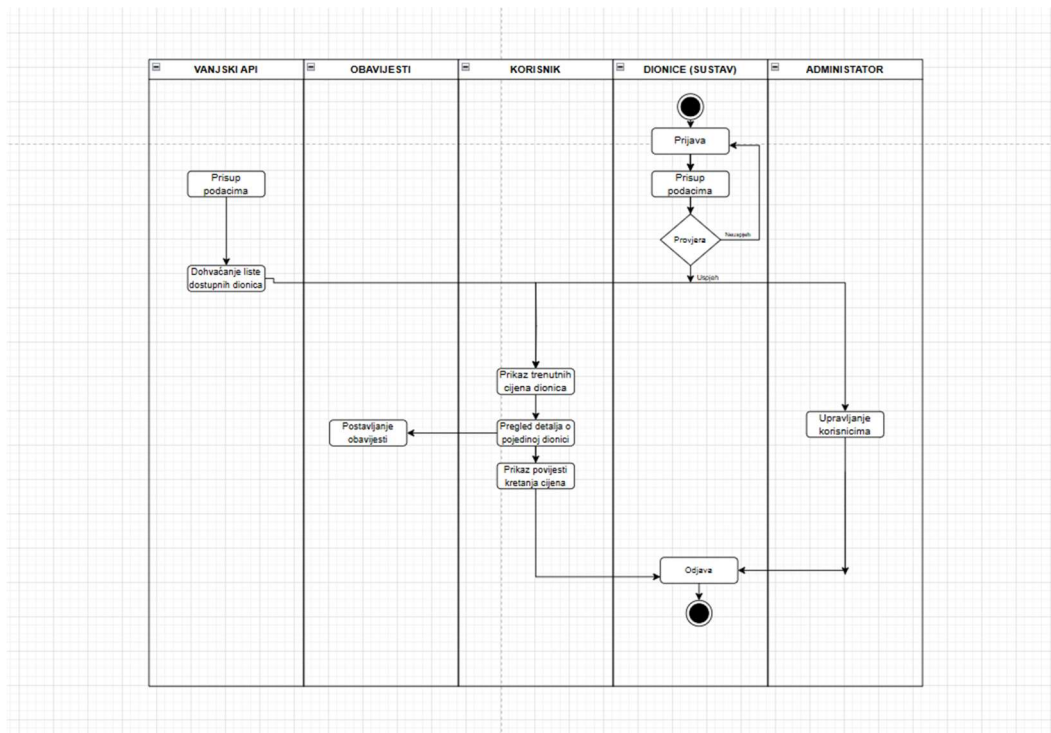 VANJSKI API
OBAVIJESTI
KORISNIK
DIONICE (SUSTAV)
ADMINISTATOR
Prijava
Prisup
podacima
Prisup
podacima
Provjera
Neuspjeh
Uspjeh
Dohvaćanje liste
dostupnih dionica
Prikaz trenutnih
cijena dionica
Postavljanje
obavijesti
Pregled detalja o
pojedinoj dionici
Upravljanje
korisnicima
Prikaz povijesti
kretanja cijena
Odjava